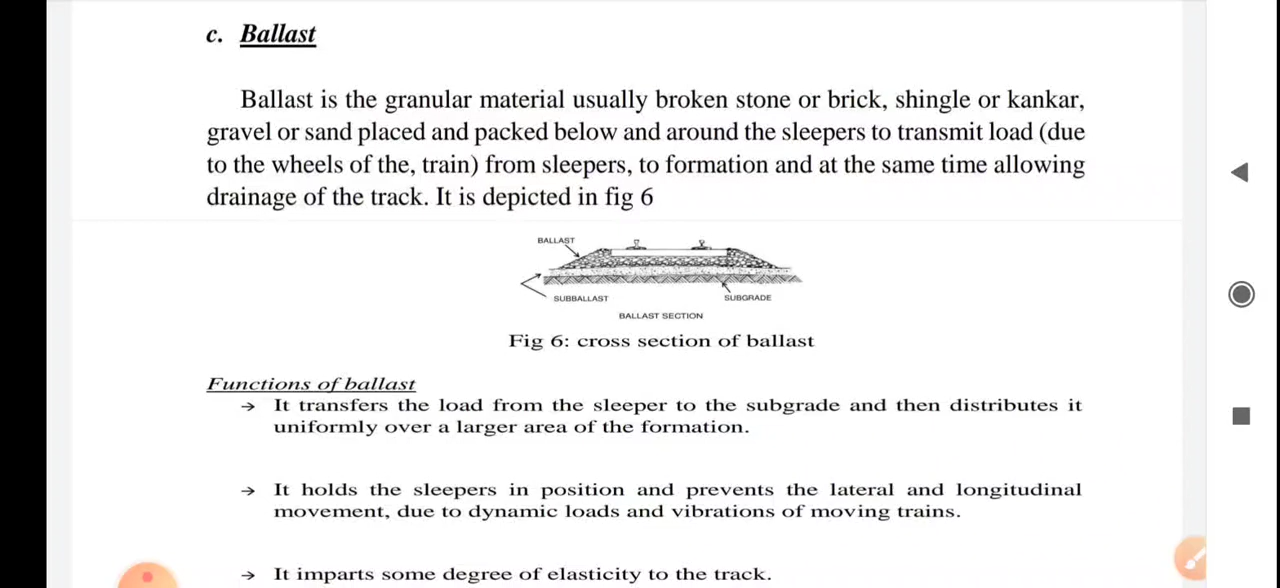 c. Ballast
Ballast is the granular material usually broken stone or brick, shingle or kankar,
gravel or sand placed and packed below and around the sleepers to transmit load (due
to the wheels of the, train) from sleepers, to formation and at the same time allowing
drainage of the track. It is depicted in fig 6
BALLAST
SUBBALLAST
SUBGRADE
BALLAST SECTION
Fig 6: cross section of ballast
Functions of ballast
→ It transfers the load from the sleeper to the subgrade and then distributes it
uniformly over a larger area of the formation.
→ It holds the sleepers in position and prevents the lateral and longitudinal
movement, due to dynamic loads and vibrations of moving trains.
→ It imparts some degree of elasticity to the track.